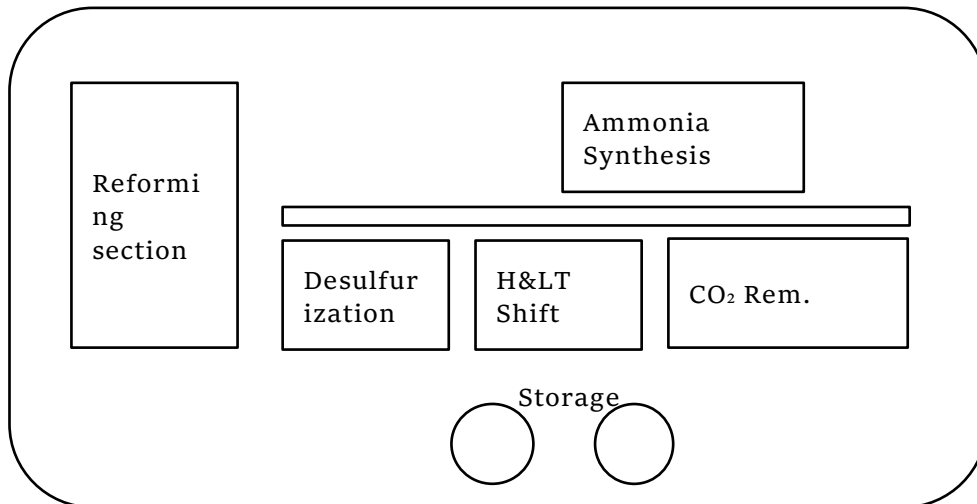 Reformi
ng
section
Ammonia
Synthesis
Desulfur
ization
H&LT
Shift
CO₂ Rem.
Storage